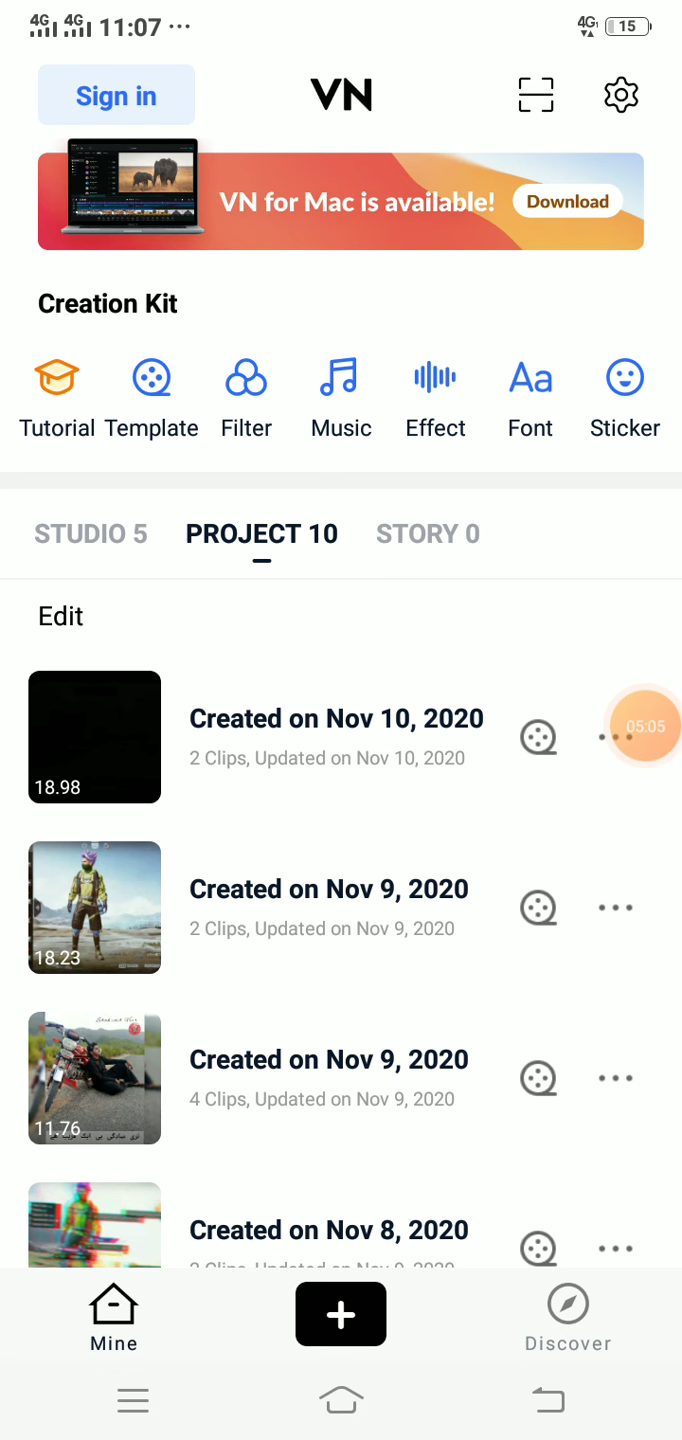 4G 4G 11:07 ... 4G 15
Sign in VN
VN for Mac is available! Download
Creation Kit
Tutorial Template Filter Music Effect Font Sticker
STUDIO 5 PROJECT 10 STORY 0
Edit
Created on Nov 10, 2020
2 Clips, Updated on Nov 10, 2020
18.98
05:05
Created on Nov 9, 2020
2 Clips, Updated on Nov 9, 2020
18.23
Created on Nov 9, 2020
4 Clips, Updated on Nov 9, 2020
11.76
Created on Nov 8, 2020
Mine Discover